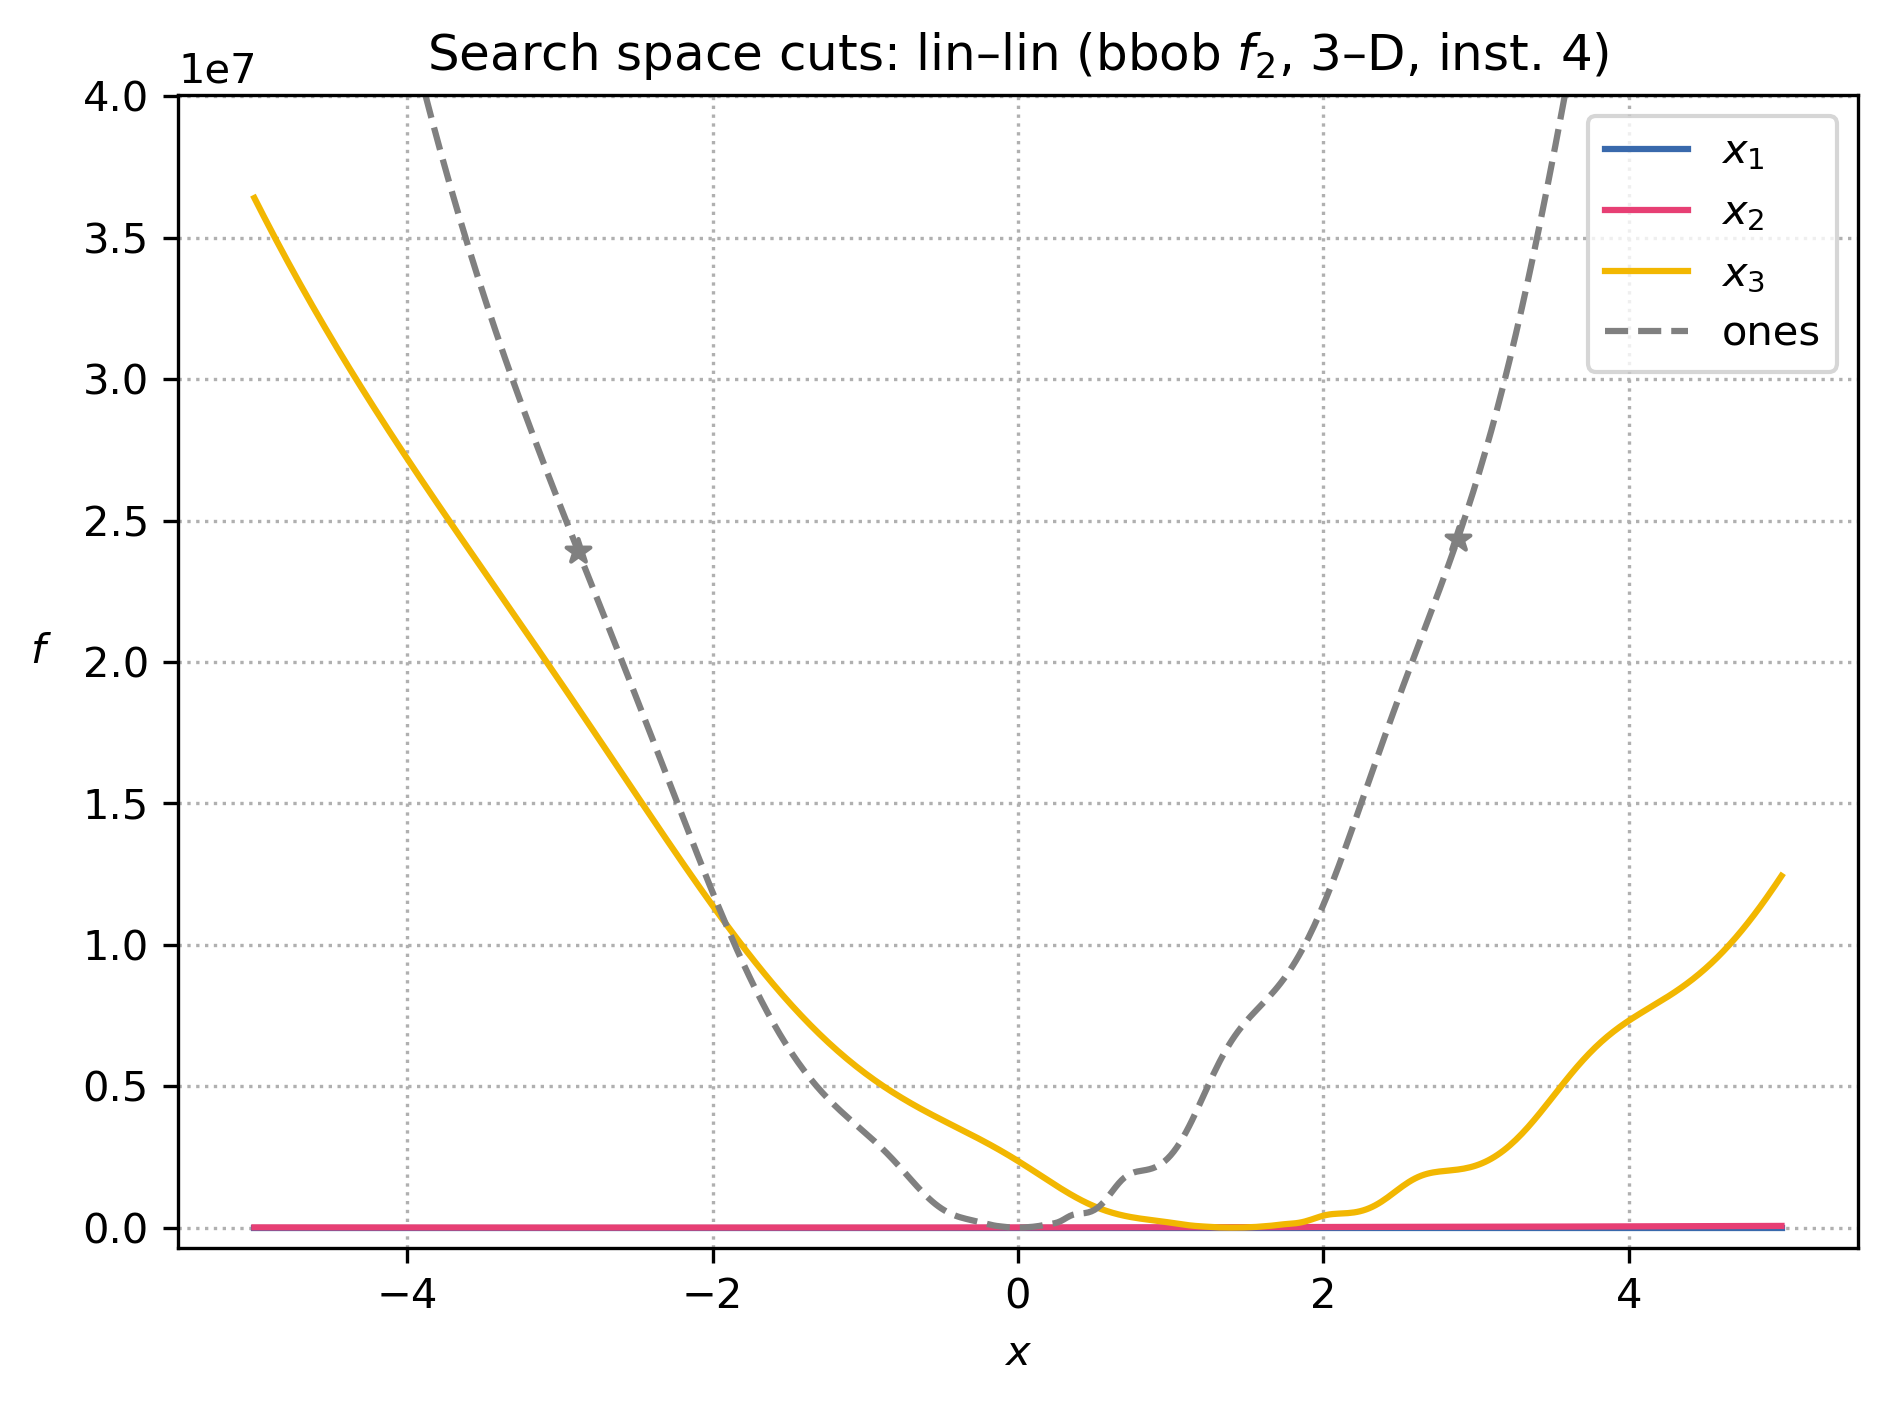 Search space cuts: lin–lin (bbob f₂, 3–D, inst. 4)
1e7
4.0
3.5
3.0
2.5
2.0
1.5
1.0
0.5
0.0
f
−4
−2
0
2
4
x
x₁
x₂
x₃
ones